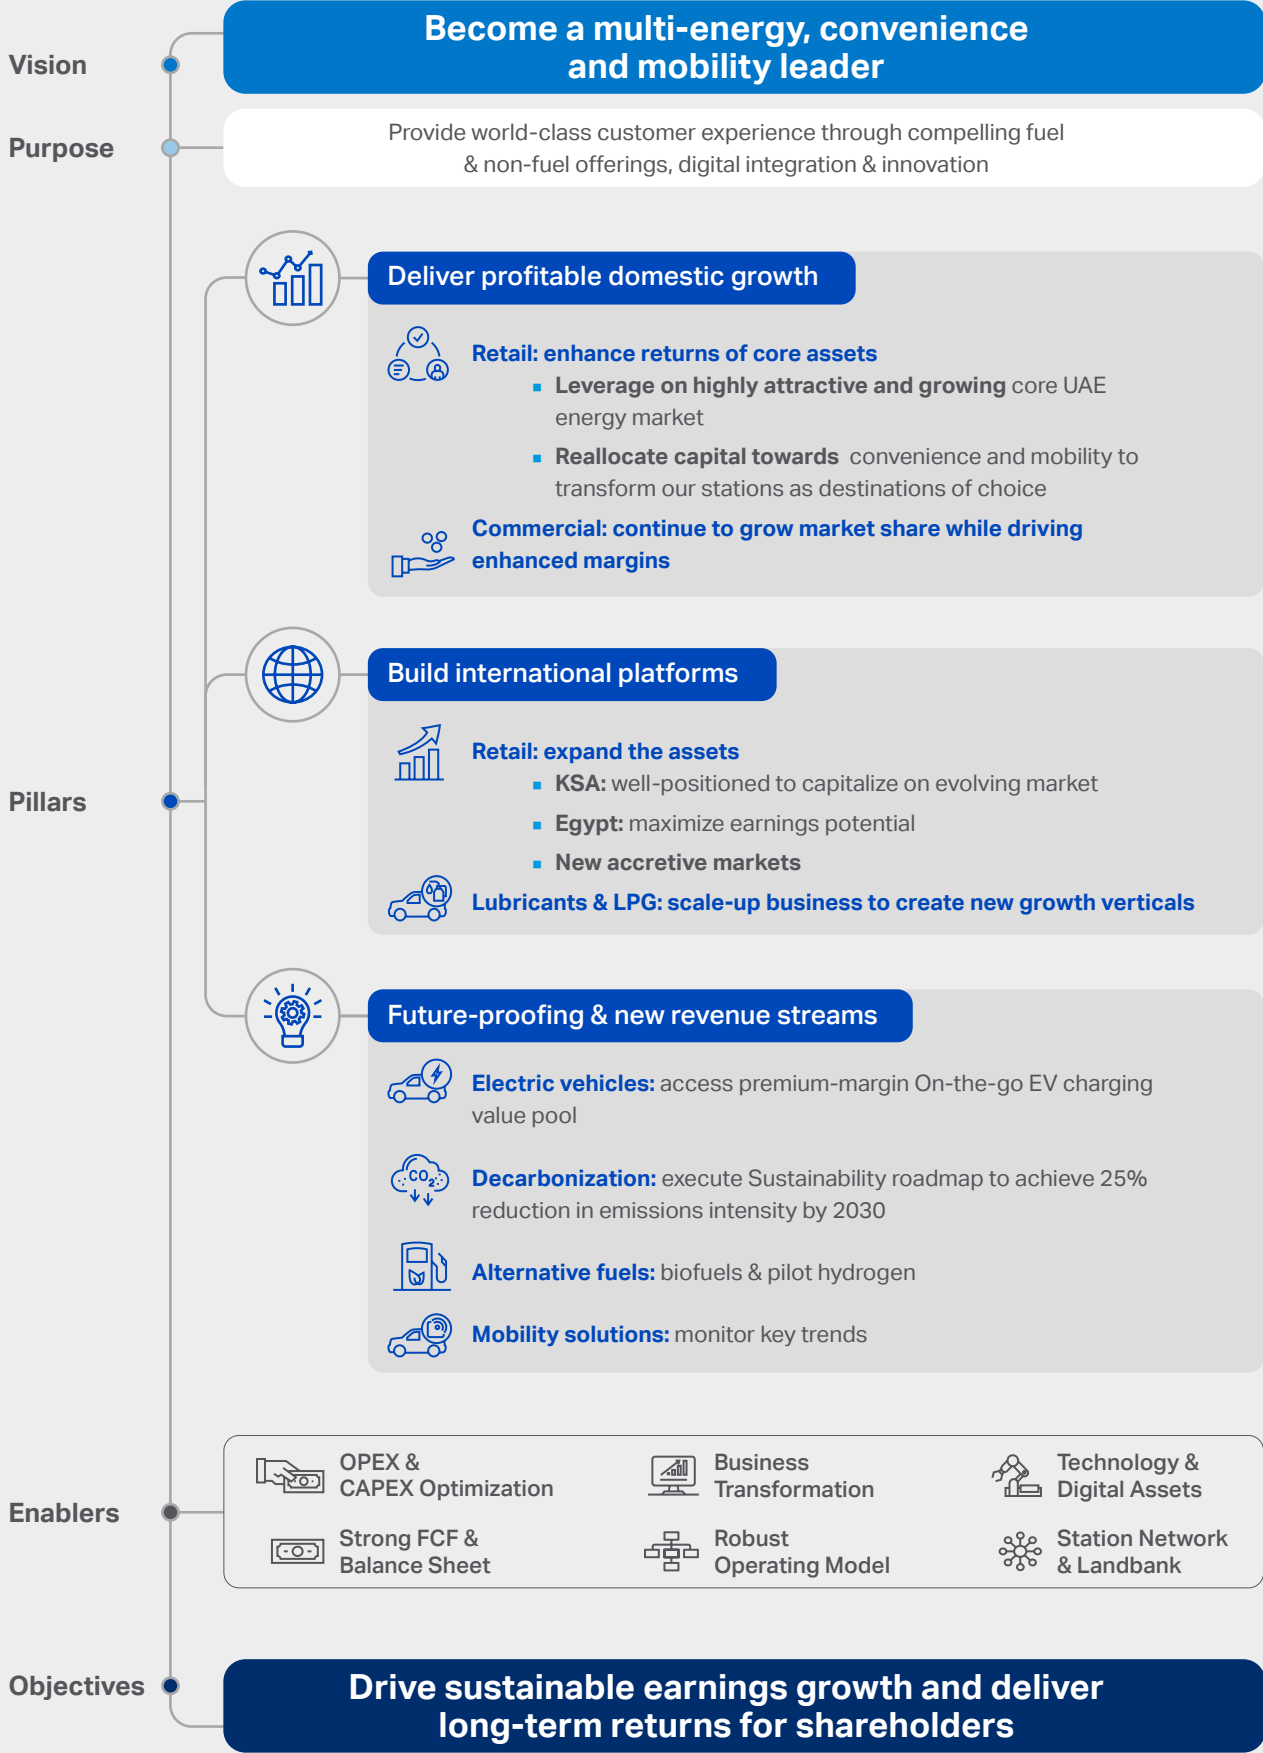 Vision
Become a multi-energy, convenience
and mobility leader
Purpose
Provide world-class customer experience through compelling fuel
& non-fuel offerings, digital integration & innovation
Pillars
Deliver profitable domestic growth
Retail: enhance returns of core assets
▪ Leverage on highly attractive and growing core UAE
energy market
▪ Reallocate capital towards convenience and mobility to
transform our stations as destinations of choice
Commercial: continue to grow market share while driving
enhanced margins
Build international platforms
Retail: expand the assets
▪ KSA: well-positioned to capitalize on evolving market
▪ Egypt: maximize earnings potential
▪ New accretive markets
Lubricants & LPG: scale-up business to create new growth verticals
Future-proofing & new revenue streams
Electric vehicles: access premium-margin On-the-go EV charging
value pool
CO₂
Decarbonization: execute Sustainability roadmap to achieve 25%
reduction in emissions intensity by 2030
Alternative fuels: biofuels & pilot hydrogen
Mobility solutions: monitor key trends
Enablers
OPEX &
CAPEX Optimization
Business
Transformation
Technology &
Digital Assets
Strong FCF &
Balance Sheet
Robust
Operating Model
Station Network
& Landbank
Objectives
Drive sustainable earnings growth and deliver
long-term returns for shareholders